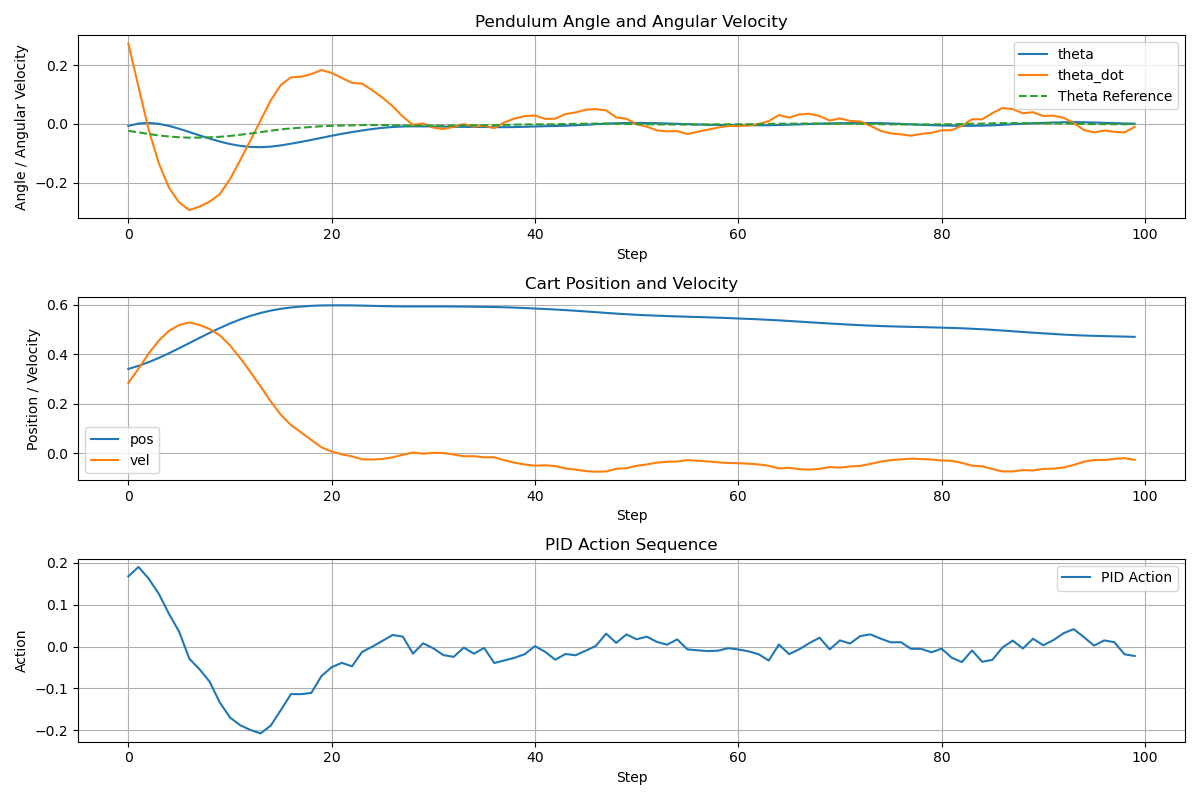 Pendulum Angle and Angular Velocity
Angle / Angular Velocity
0.2
0.0
−0.2
theta
theta_dot
Theta Reference
0 20 40 60 80 100
Step
Cart Position and Velocity
Position / Velocity
0.6
0.4
0.2
0.0
pos
vel
0 20 40 60 80 100
Step
PID Action Sequence
Action
0.2
0.1
0.0
−0.1
−0.2
PID Action
0 20 40 60 80 100
Step